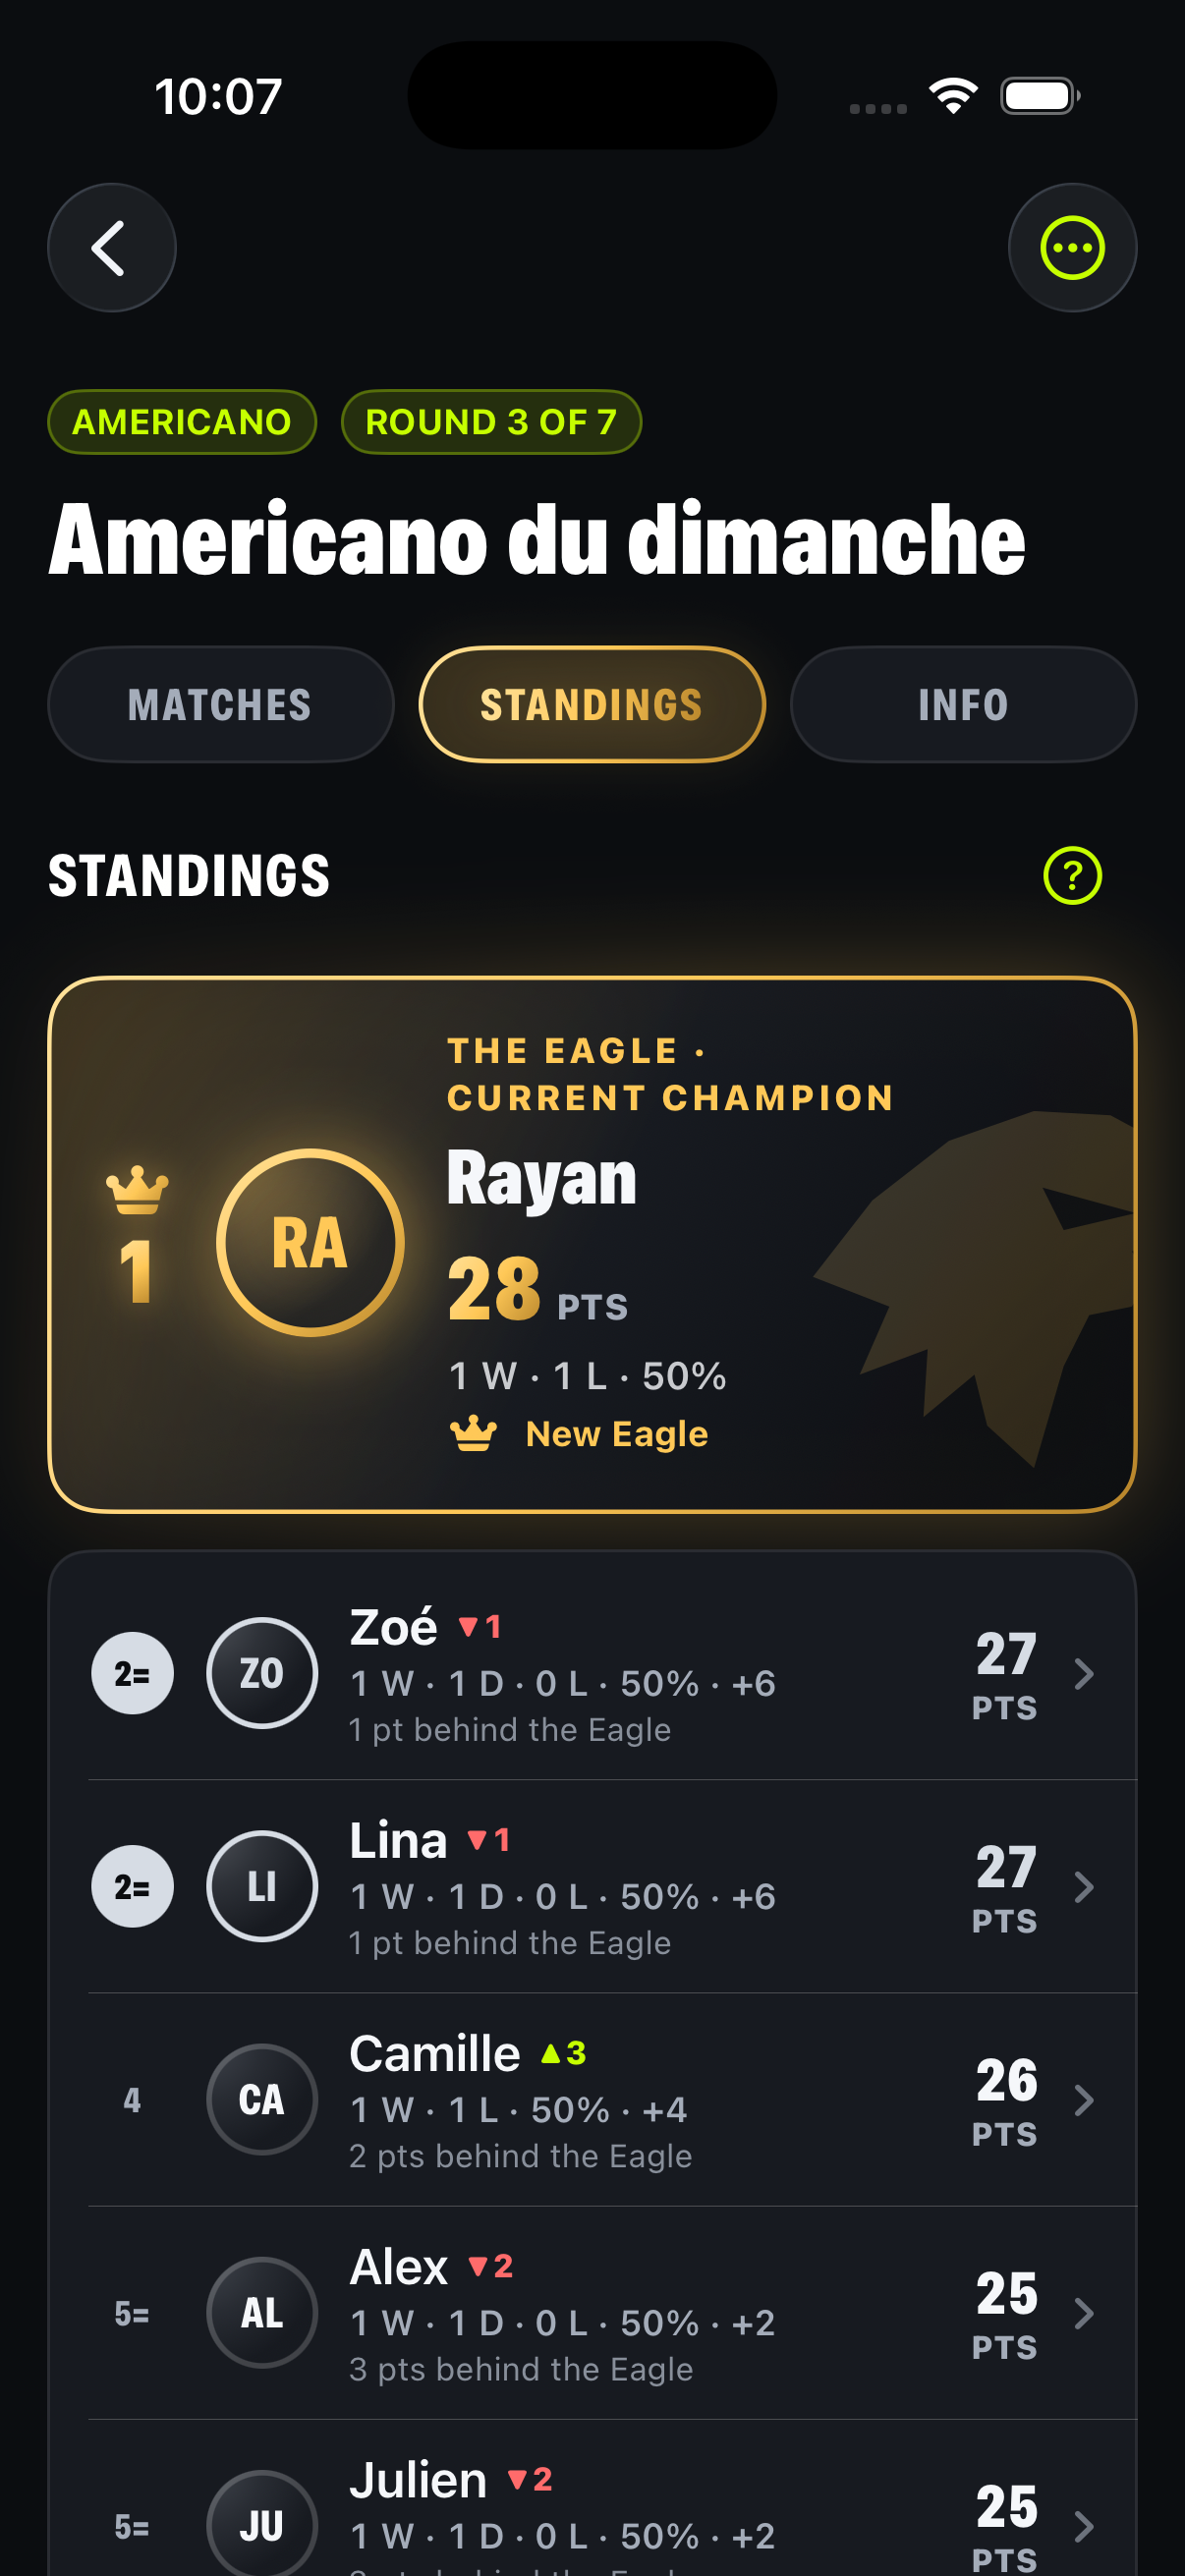 10:07
AMERICANO
ROUND 3 OF 7
Americano du dimanche
MATCHES
STANDINGS
INFO
STANDINGS
?
THE EAGLE ·
CURRENT CHAMPION
1
RA
Rayan
28 PTS
1 W · 1 L · 50%
New Eagle
2=
ZO
Zoé ▼1
1 W · 1 D · 0 L · 50% · +6
1 pt behind the Eagle
27
PTS
2=
LI
Lina ▼1
1 W · 1 D · 0 L · 50% · +6
1 pt behind the Eagle
27
PTS
4
CA
Camille ▲3
1 W · 1 L · 50% · +4
2 pts behind the Eagle
26
PTS
5=
AL
Alex ▼2
1 W · 1 D · 0 L · 50% · +2
3 pts behind the Eagle
25
PTS
5=
JU
Julien ▼2
1 W · 1 D · 0 L · 50% · +2
25
PTS